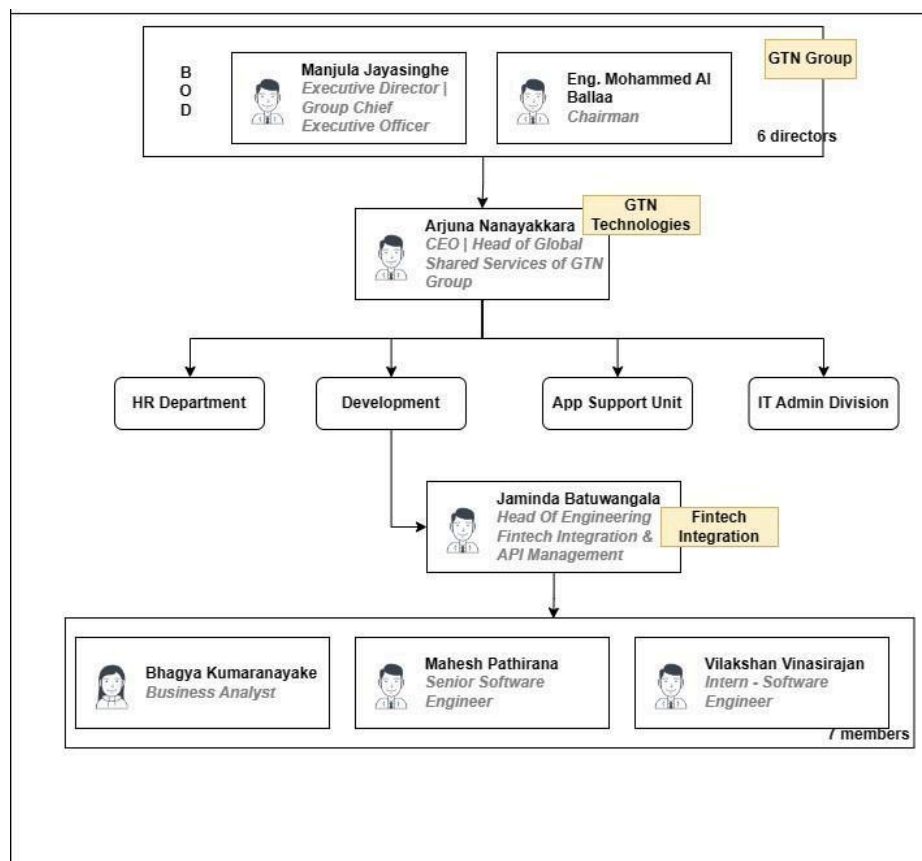 GTN Group
B
O
D
Manjula Jayasinghe
Executive Director |
Group Chief
Executive Officer
Eng. Mohammed Al
Ballaa
Chairman
6 directors
GTN
Technologies
Arjuna Nanayakkara
CEO | Head of Global
Shared Services of GTN
Group
HR Department
Development
App Support Unit
IT Admin Division
Jaminda Batuwangala
Head Of Engineering
Fintech Integration &
API Management
Fintech
Integration
Bhagya Kumaranayake
Business Analyst
Mahesh Pathirana
Senior Software
Engineer
Vilakshan Vinasirajan
Intern - Software
Engineer
7 members